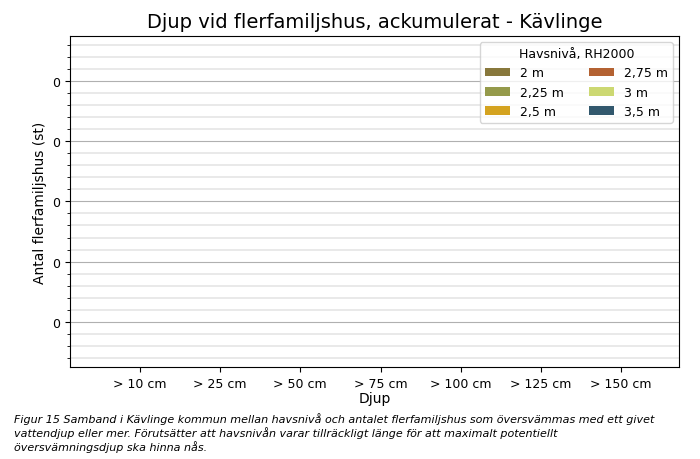 Djup vid flerfamiljshus, ackumulerat - Kävlinge
Havsnivå, RH2000
2 m
2,25 m
2,5 m
2,75 m
3 m
3,5 m
Antal flerfamiljshus (st)
0
0
0
0
0
> 10 cm
> 25 cm
> 50 cm
> 75 cm
> 100 cm
> 125 cm
> 150 cm
Djup
Figur 15 Samband i Kävlinge kommun mellan havsnivå och antalet flerfamiljshus som översvämmas med ett givet
vattendjup eller mer. Förutsätter att havsnivån varar tillräckligt länge för att maximalt potentiellt
översvämningsdjup ska hinna nås.